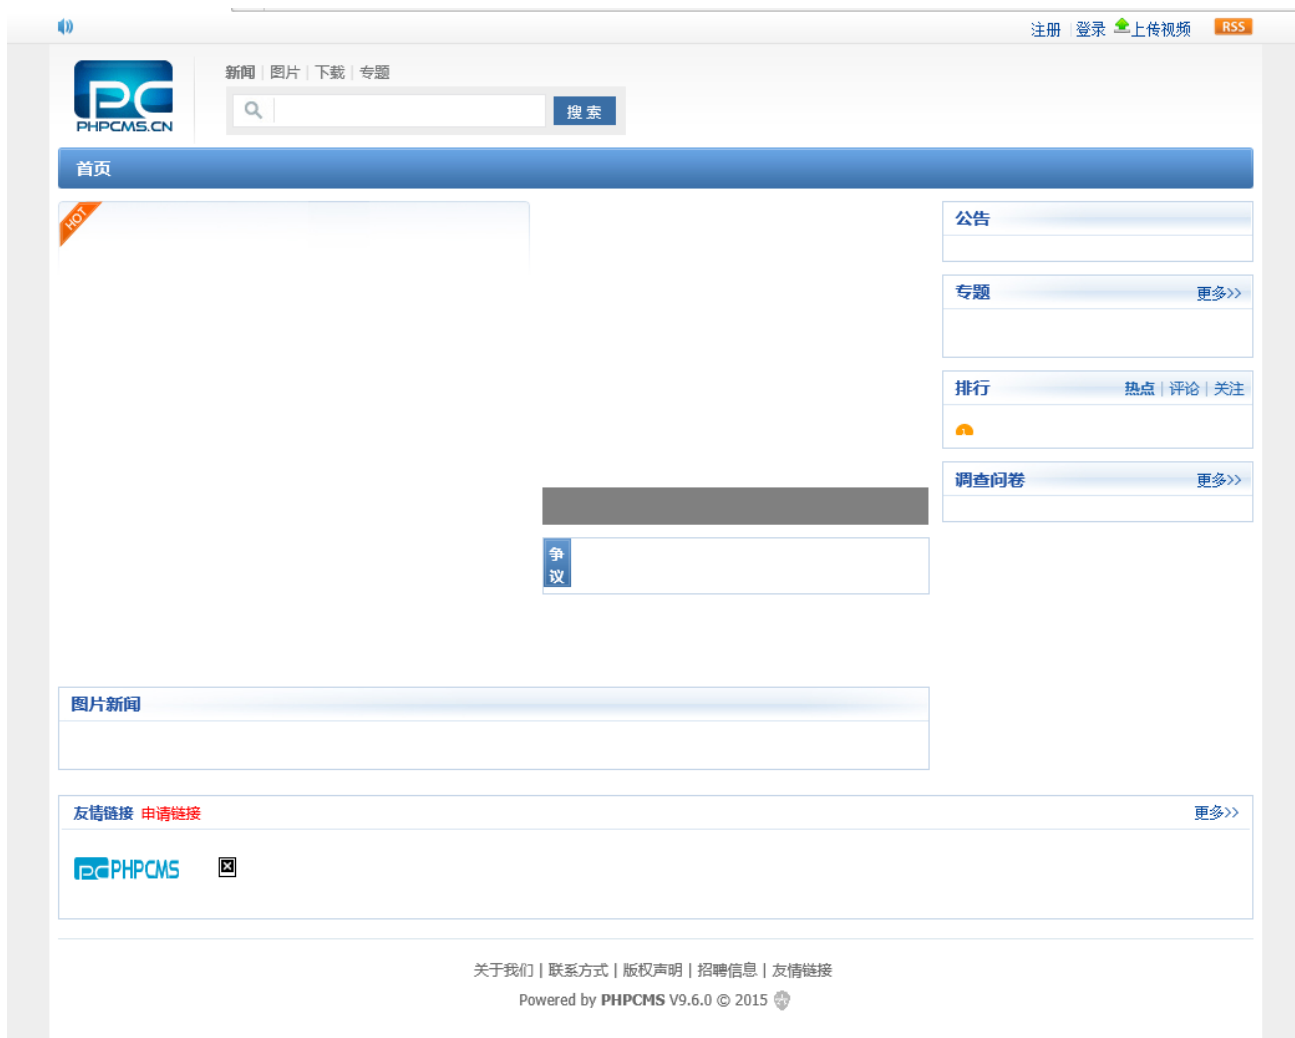 注册 | 登录 上传视频 RSS
PC
PHPCMS.CN
新闻 | 图片 | 下载 | 专题
搜 索
首页
HOT
公告
专题 更多>>
排行 热点 | 评论 | 关注
1
调查问卷 更多>>
争
议
图片新闻
友情链接 申请链接 更多>>
PC PHPCMS
关于我们 | 联系方式 | 版权声明 | 招聘信息 | 友情链接
Powered by PHPCMS V9.6.0 © 2015